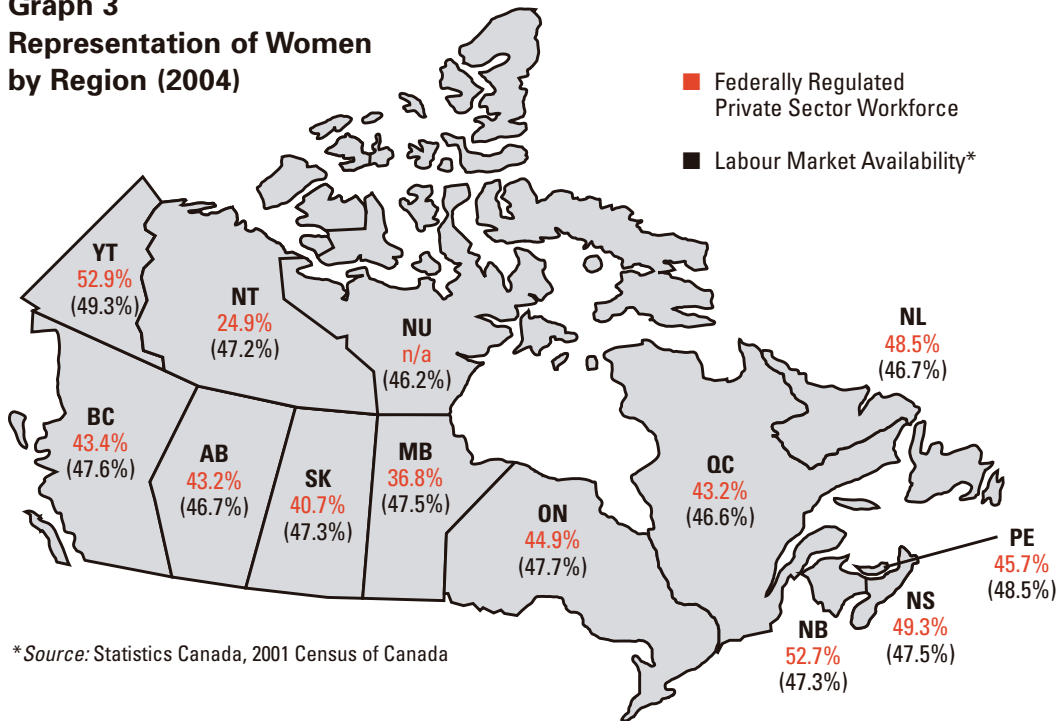 Graph 3
Representation of Women
by Region (2004)
Federally Regulated
Private Sector Workforce
Labour Market Availability*
YT
52.9%
(49.3%)
NT
24.9%
(47.2%)
NU
n/a
(46.2%)
NL
48.5%
(46.7%)
BC
43.4%
(47.6%)
AB
43.2%
(46.7%)
SK
40.7%
(47.3%)
MB
36.8%
(47.5%)
ON
44.9%
(47.7%)
QC
43.2%
(46.6%)
PE
45.7%
(48.5%)
NS
49.3%
(47.5%)
NB
52.7%
(47.3%)
*Source: Statistics Canada, 2001 Census of Canada